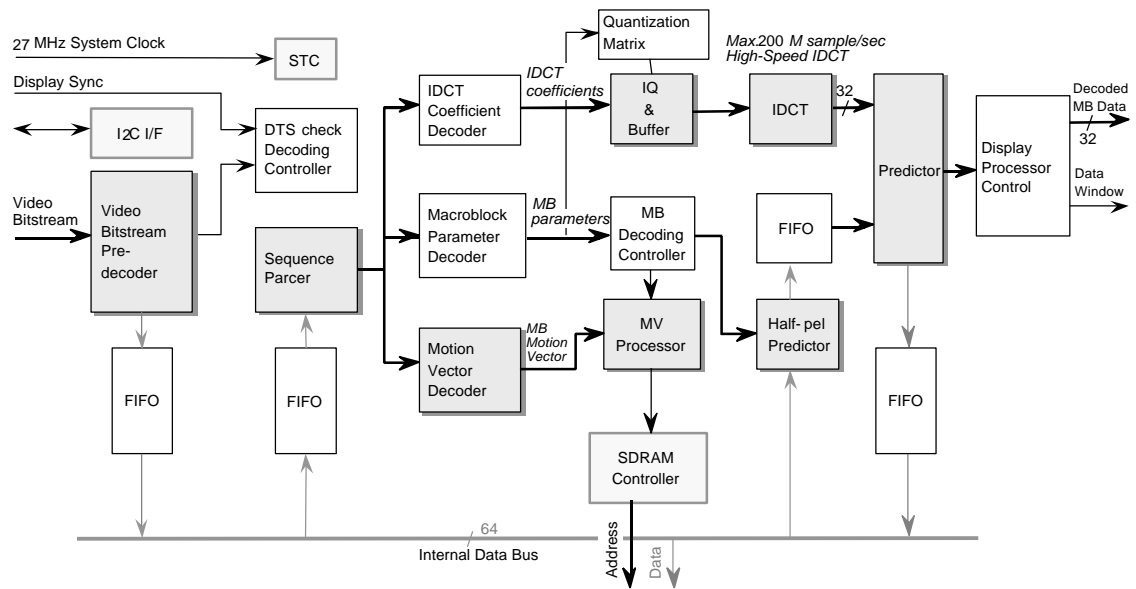 27 MHz System Clock
STC
Display Sync
I2C I/F
DTS check
Decoding
Controller
Video
Bitstream
Video
Bitstream
Pre-
decoder
FIFO
Sequence
Parcer
FIFO
IDCT
Coefficient
Decoder
IDCT
coefficients
Quantization
Matrix
IQ
&
Buffer
Max.200 M sample/sec
High-Speed IDCT
IDCT
32
Macroblock
Parameter
Decoder
MB
parameters
MB
Decoding
Controller
FIFO
Predictor
Display
Processor
Control
Decoded
MB Data
32
Data
Window
Motion
Vector
Decoder
MB
Motion
Vector
MV
Processor
Half-pel
Predictor
FIFO
SDRAM
Controller
64
Internal Data Bus
Address
Data